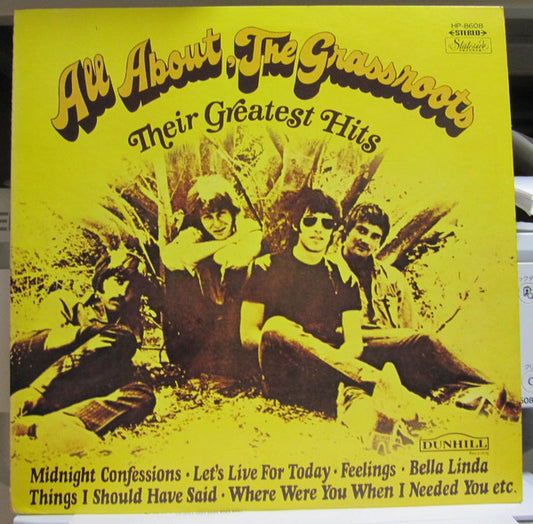 HP-8608
STEREO
Stateside
All About, The Grassroots
Their Greatest Hits
DUNHILL
Midnight Confessions · Let's Live For Today · Feelings · Bella Linda
Things I Should Have Said · Where Were You When I Needed You etc.